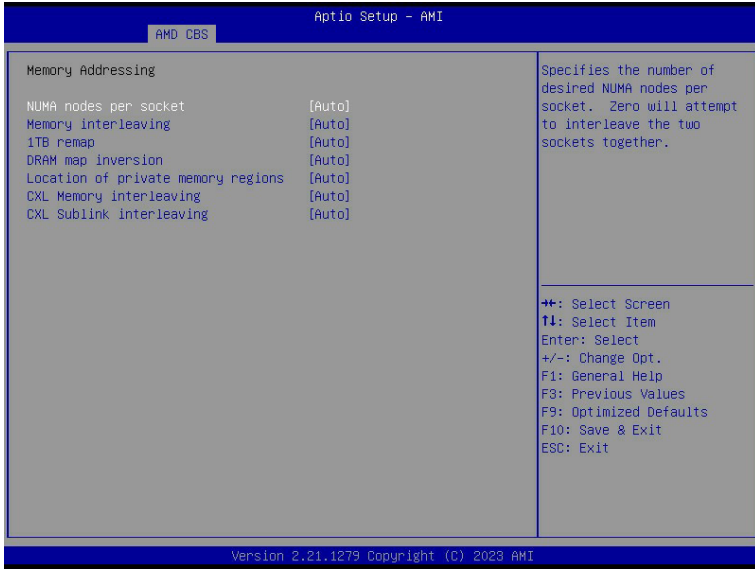 Aptio Setup – AMI
AMD CBS
Memory Addressing
NUMA nodes per socket [Auto]
Memory interleaving [Auto]
1TB remap [Auto]
DRAM map inversion [Auto]
Location of private memory regions [Auto]
CXL Memory interleaving [Auto]
CXL Sublink interleaving [Auto]
Specifies the number of
desired NUMA nodes per
socket. Zero will attempt
to interleave the two
sockets together.
→←: Select Screen
↑↓: Select Item
Enter: Select
+/-: Change Opt.
F1: General Help
F3: Previous Values
F9: Optimized Defaults
F10: Save & Exit
ESC: Exit
Version 2.21.1279 Copyright (C) 2023 AMI